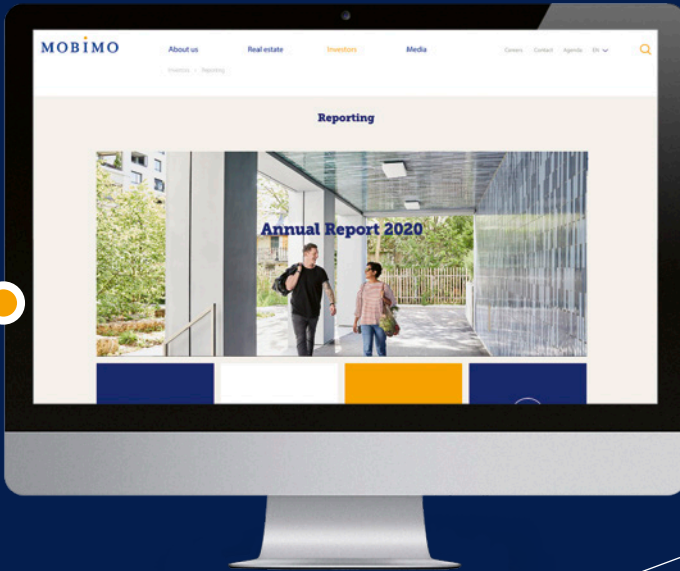 MOBIMO
About us Real estate Investors Media Careers Contact Agenda EN
Investors > Reporting
Reporting
Annual Report 2020